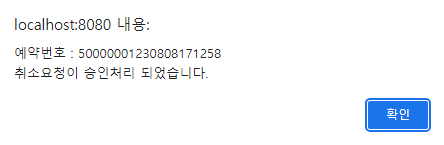 localhost:8080 내용:
예약번호 : 50000001230808171258
취소요청이 승인처리 되었습니다.
확인